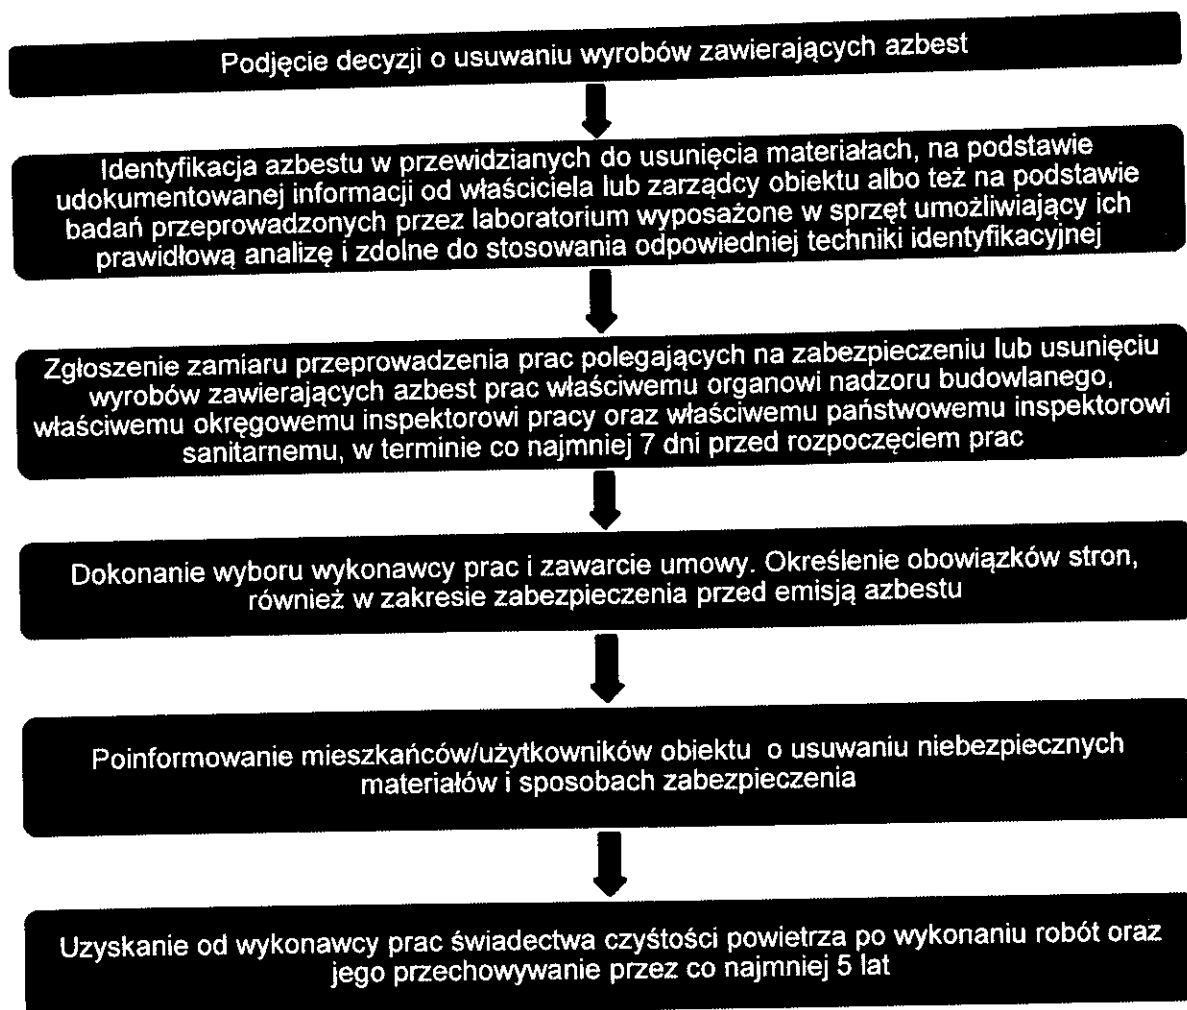 Podjęcie decyzji o usuwaniu wyrobów zawierających azbest
Identyfikacja azbestu w przewidzianych do usunięcia materiałach, na podstawie
udokumentowanej informacji od właściciela lub zarządcy obiektu albo też na podstawie
badań przeprowadzonych przez laboratorium wyposażone w sprzęt umożliwiający ich
prawidłową analizę i zdolne do stosowania odpowiedniej techniki identyfikacyjnej
Zgłoszenie zamiaru przeprowadzenia prac polegających na zabezpieczeniu lub usunięciu
wyrobów zawierających azbest prac właściwemu organowi nadzoru budowlanego,
właściwemu okręgowemu inspektorowi pracy oraz właściwemu państwowemu inspektorowi
sanitarnemu, w terminie co najmniej 7 dni przed rozpoczęciem prac
Dokonanie wyboru wykonawcy prac i zawarcie umowy. Określenie obowiązków stron,
również w zakresie zabezpieczenia przed emisją azbestu
Poinformowanie mieszkańców/użytkowników obiektu o usuwaniu niebezpiecznych
materiałów i sposobach zabezpieczenia
Uzyskanie od wykonawcy prac świadectwa czyśtości powietrza po wykonaniu robót oraz
jego przechowywanie przez co najmniej 5 lat